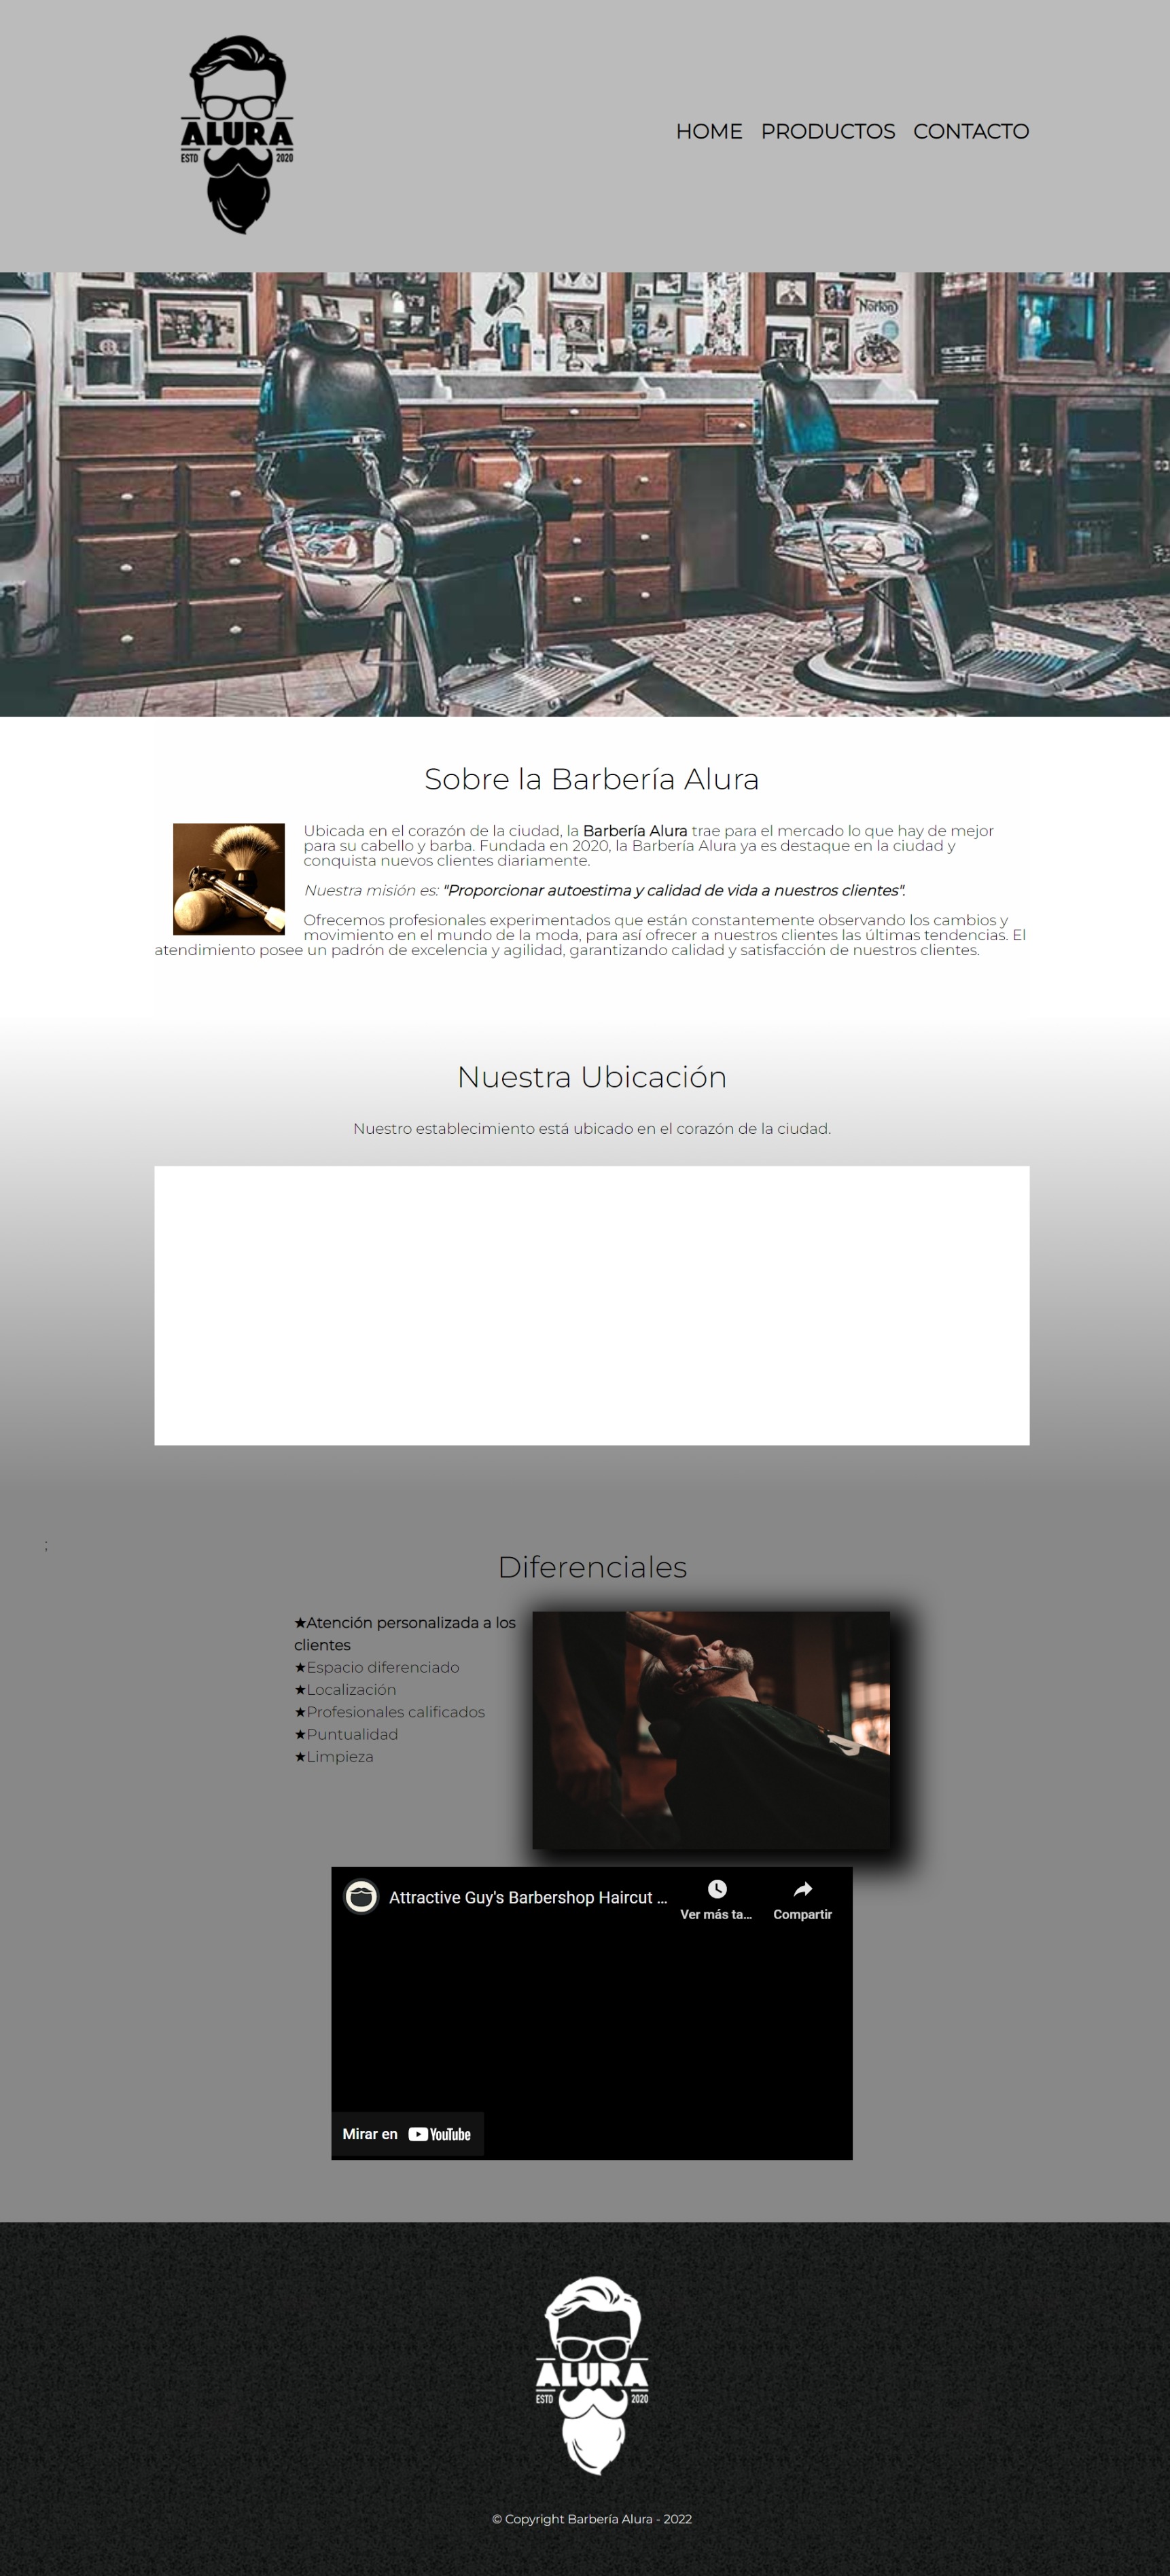 ALURA
ESTD 2020
HOME PRODUCTOS CONTACTO
Norton
Sobre la Barbería Alura
Ubicada en el corazón de la ciudad, la Barbería Alura trae para el mercado lo que hay de mejor
para su cabello y barba. Fundada en 2020, la Barbería Alura ya es destaque en la ciudad y
conquista nuevos clientes diariamente.
Nuestra misión es: "Proporcionar autoestima y calidad de vida a nuestros clientes".
Ofrecemos profesionales experimentados que están constantemente observando los cambios y
movimiento en el mundo de la moda, para así ofrecer a nuestros clientes las últimas tendencias. El
atendimiento posee un padrón de excelencia y agilidad, garantizando calidad y satisfacción de nuestros clientes.
Nuestra Ubicación
Nuestro establecimiento está ubicado en el corazón de la ciudad.
;
Diferenciales
★Atención personalizada a los
clientes
★Espacio diferenciado
★Localización
★Profesionales calificados
★Puntualidad
★Limpieza
Attractive Guy's Barbershop Haircut ...
Ver más ta... Compartir
Mirar en YouTube
ALURA
ESTD 2020
© Copyright Barbería Alura - 2022